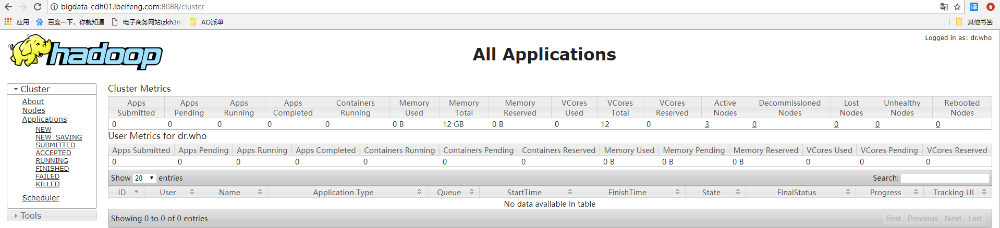 bigdata-cdh01.ibeifeng.com:8088/cluster
译
应用 百度一下，你就知道 电子商务网站(zkh36 AO派单 其他书签
Logged in as: dr.who
hadoop
All Applications
Cluster
About
Nodes
Applications
NEW
NEW_SAVING
SUBMITTED
ACCEPTED
RUNNING
FINISHED
FAILED
KILLED
Scheduler
Tools
Cluster Metrics
Apps Submitted Apps Pending Apps Running Apps Completed Containers Running Memory Used Memory Total Memory Reserved VCores Used VCores Total VCores Reserved Active Nodes Decommissioned Nodes Lost Nodes Unhealthy Nodes Rebooted Nodes
0 0 0 0 0 0 B 12 GB 0 B 0 12 0 3 0 0 0 0
User Metrics for dr.who
Apps Submitted Apps Pending Apps Running Apps Completed Containers Running Containers Pending Containers Reserved Memory Used Memory Pending Memory Reserved VCores Used VCores Pending VCores Reserved
0 0 0 0 0 0 0 0 B 0 B 0 B 0 0 0
Show 20 entries Search:
ID User Name Application Type Queue StartTime FinishTime State FinalStatus Progress Tracking UI
No data available in table
Showing 0 to 0 of 0 entries First Previous Next Last